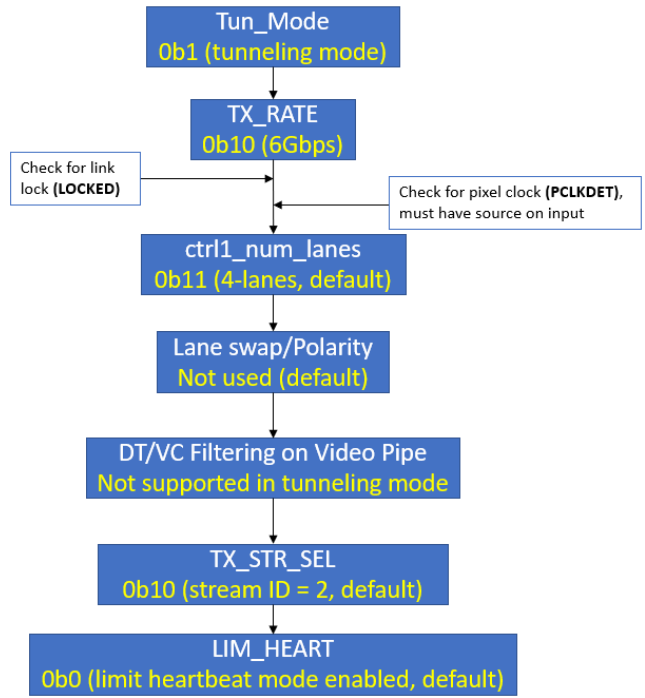 Tun_Mode
0b1 (tunneling mode)
TX_RATE
0b10 (6Gbps)
Check for link
lock (LOCKED)
Check for pixel clock (PCLKDET),
must have source on input
ctrl1_num_lanes
0b11 (4-lanes, default)
Lane swap/Polarity
Not used (default)
DT/VC Filtering on Video Pipe
Not supported in tunneling mode
TX_STR_SEL
0b10 (stream ID = 2, default)
LIM_HEART
0b0 (limit heartbeat mode enabled, default)